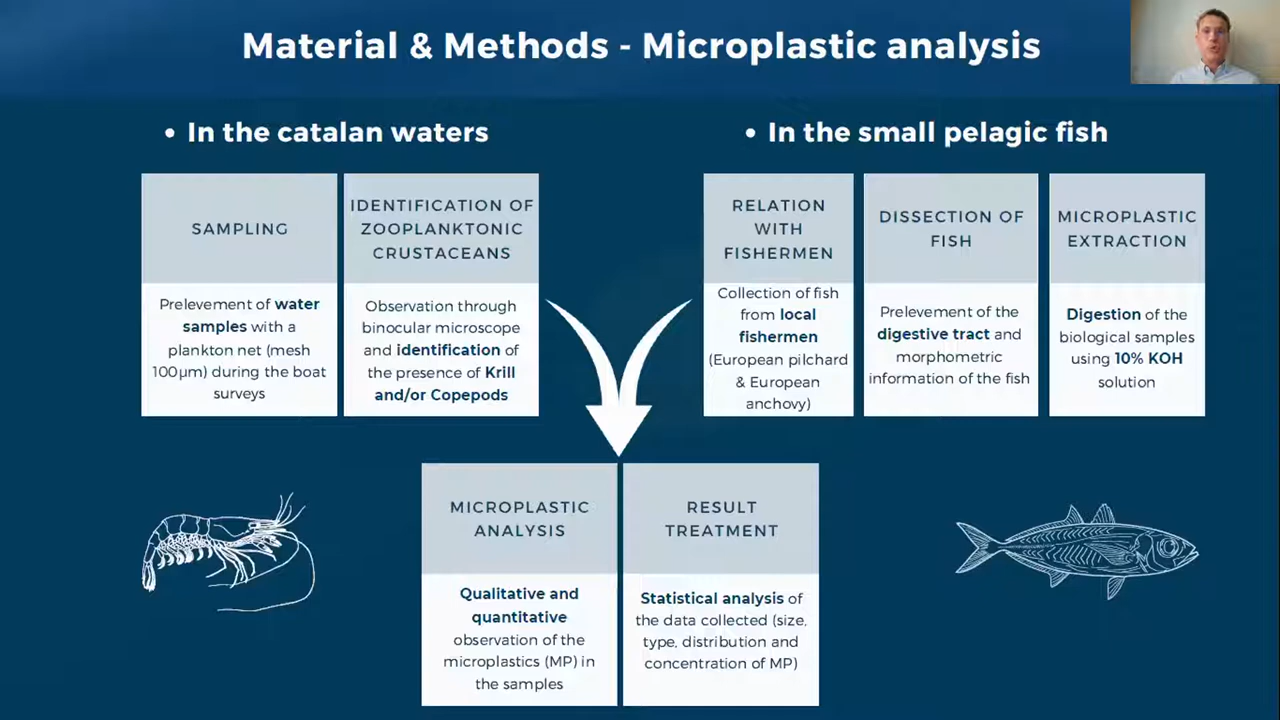 Material & Methods - Microplastic analysis
• In the catalan waters
SAMPLING
Prelevement of water
samples with a
plankton net (mesh
100µm) during the boat
surveys
IDENTIFICATION OF
ZOOPLANKTONIC
CRUSTACEANS
Observation through
binocular microscope
and identification of
the presence of Krill
and/or Copepods
• In the small pelagic fish
RELATION
WITH
FISHERMEN
Collection of fish
from local
fishermen
(European pilchard
& European
anchovy)
DISSECTION OF
FISH
Prelevement of the
digestive tract and
morphometric
information of the fish
MICROPLASTIC
EXTRACTION
Digestion of the
biological samples
using 10% KOH
solution
MICROPLASTIC
ANALYSIS
Qualitative and
quantitative
observation of the
microplastics (MP) in
the samples
RESULT
TREATMENT
Statistical analysis of
the data collected (size,
type, distribution and
concentration of MP)